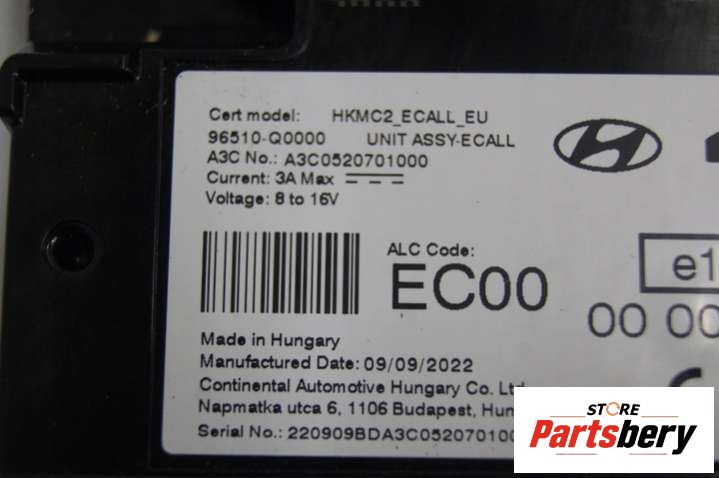 Cert model: HKMC2_ECALL_EU
96510-Q0000 UNIT ASSY-ECALL
A3C No.: A3C0520701000
Current: 3A Max
Voltage: 8 to 16V
ALC Code:
EC00
e1
00 00
Made in Hungary
Manufactured Date: 09/09/2022
Continental Automotive Hungary Co. Ltd
Napmatka utca 6, 1106 Budapest,
Serial No.:
STORE
Partsbery